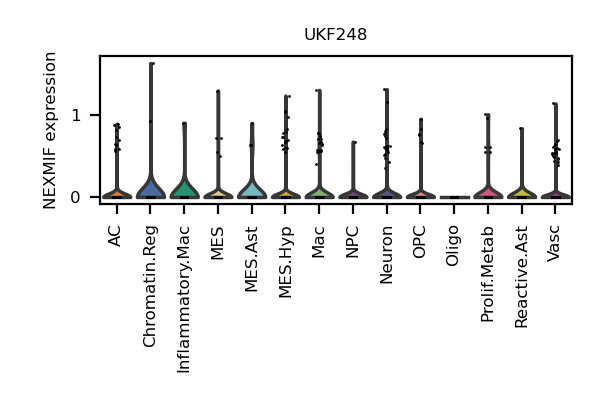 UKF248
NEXMIF expression
1
0
AC
Chromatin.Reg
Inflammatory.Mac
MES
MES.Ast
MES.Hyp
Mac
NPC
Neuron
OPC
Oligo
Prolif.Metab
Reactive.Ast
Vasc